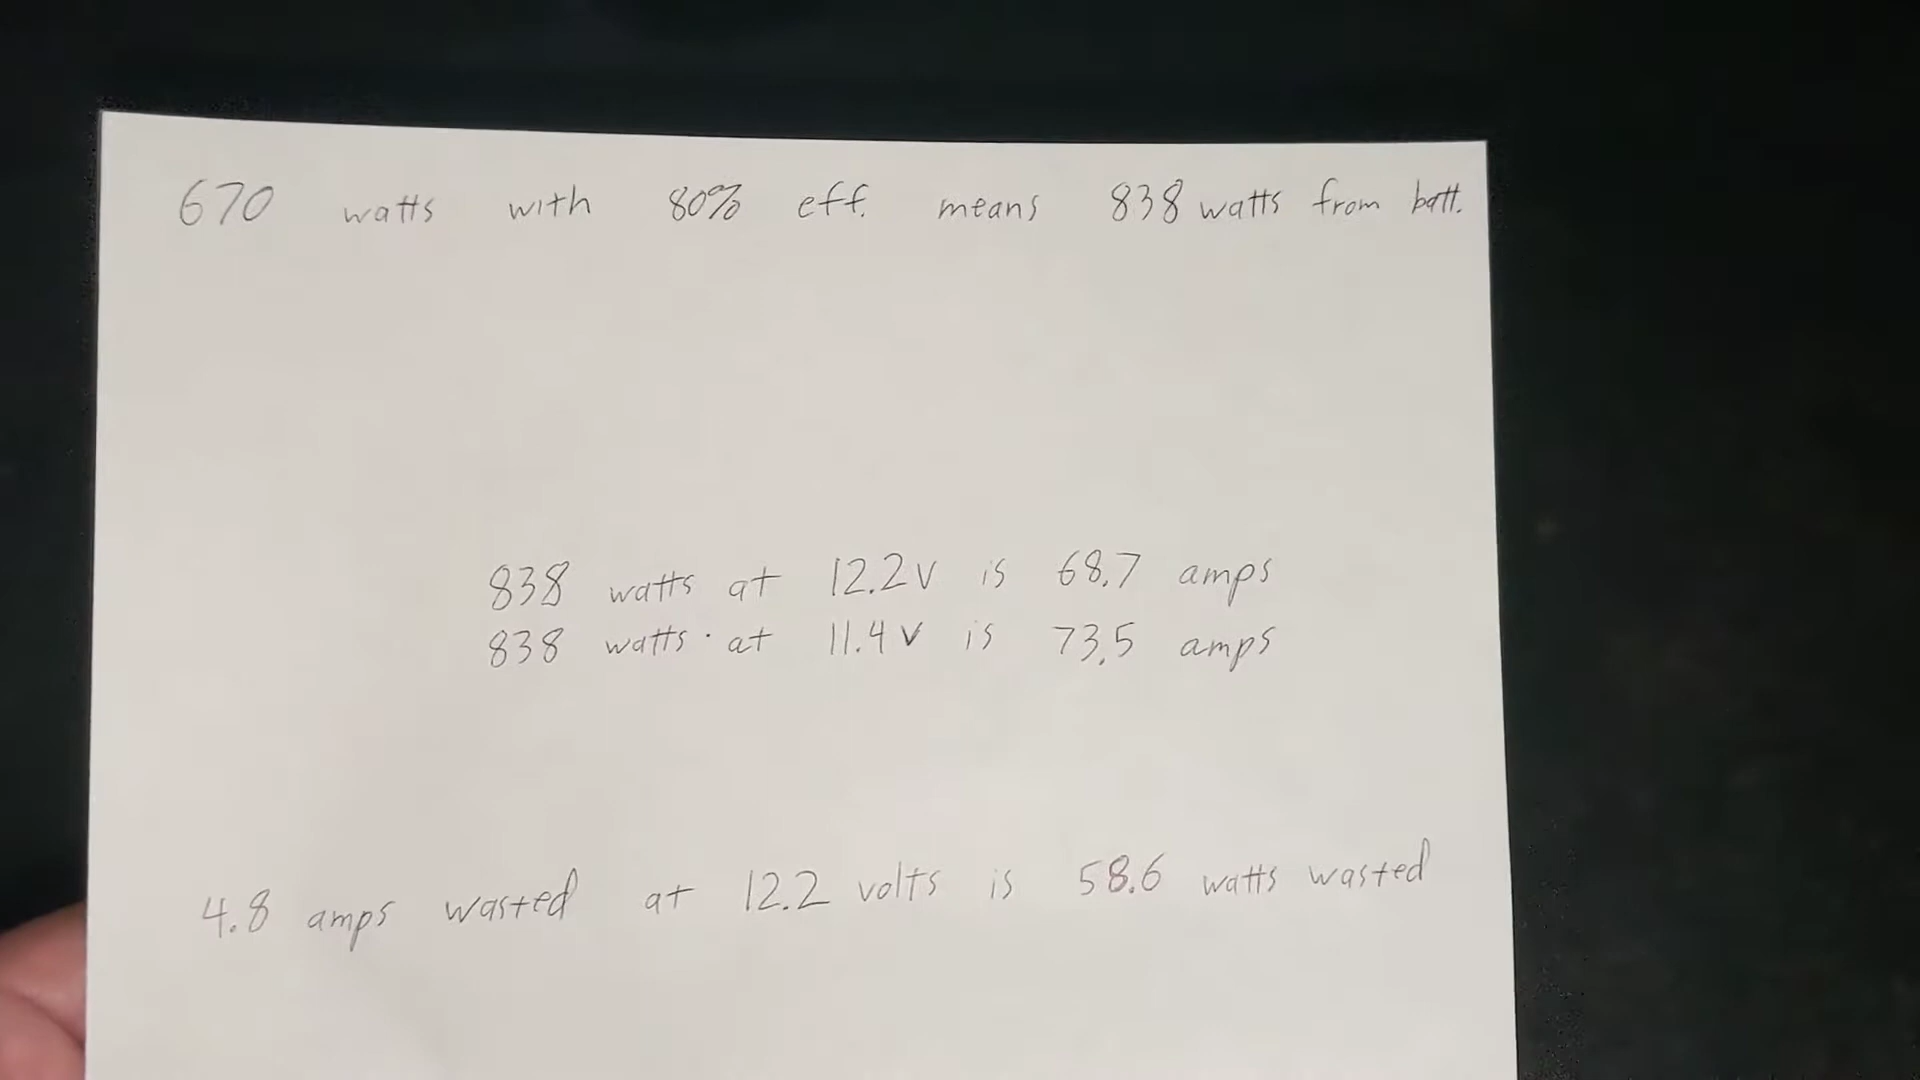 670 watts with 80% eff. means 838 watts from batt.
838 watts at 12.2v is 68.7 amps
838 watts at 11.4v is 73.5 amps
4.8 amps wasted at 12.2 volts is 58.6 watts wasted